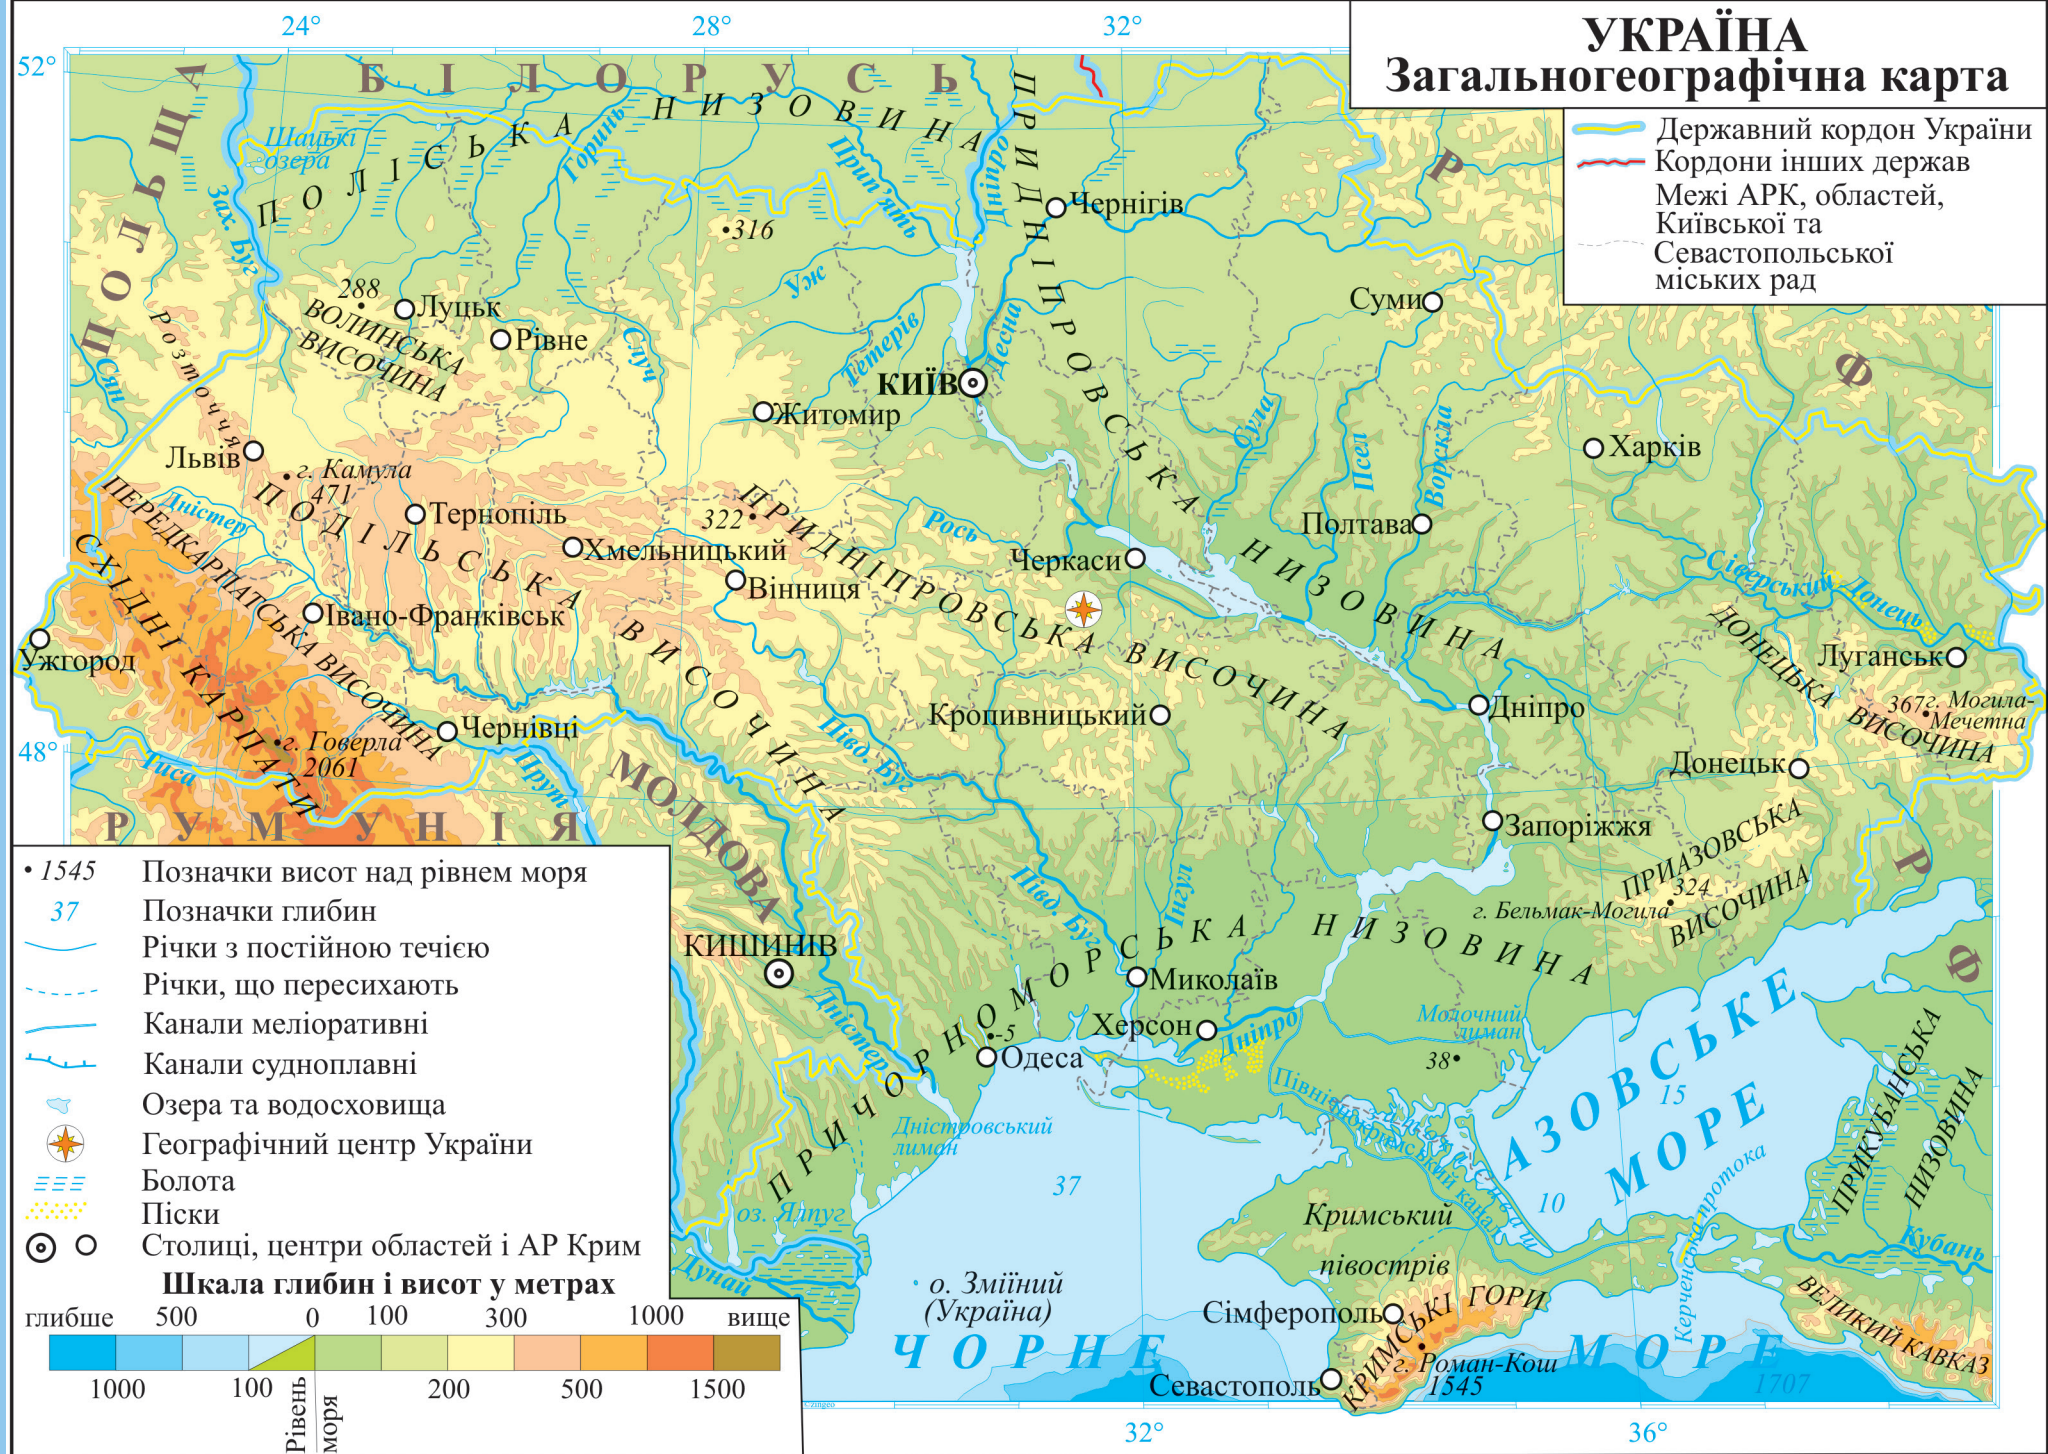 24°
28°
32°
52°
48°
32°
36°
УКРАЇНА
Загальногеографічна карта
Державний кордон України
Кордони інших держав
Межі АРК, областей,
Київської та
Севастопольської
міських рад
БІЛОРУСЬ
ПОЛЬЩА
Р
Ф
Р
Ф
РУМУНІЯ
МОЛДОВА
ПОЛІСЬКА НИЗОВИНА
ПРИДНІПРОВСЬКА НИЗОВИНА
Шацькі
озера
Зах. Буг
Горинь
Прип'ять
Дніпро
Чернігів
316
288
Луцьк
ВОЛИНСЬКА
ВИСОЧИНА
Рівне
Случ
Уж
Тетерів
Десна
КИЇВ
Житомир
Суми
Сян
Розточчя
Львів
г. Камула
471
Сула
Псел
Ворскла
Харків
Полтава
ПЕРЕДКАРПАТСЬКА ВИСОЧИНА
Дністер
ПОДІЛЬСЬКА ВИСОЧИНА
Тернопіль
Хмельницький
Вінниця
322
ПРИДНІПРОВСЬКА ВИСОЧИНА
Рось
Черкаси
СХІДНІ КАРПАТИ
Івано-Франківськ
Ужгород
Чернівці
г. Говерла
2061
Тиса
Прут
Півд. Буг
Кропивницький
Дніпро
Сіверський Донець
ДОНЕЦЬКА ВИСОЧИНА
Луганськ
367
г. Могила-
Мечетна
Донецьк
Запоріжжя
ПРИАЗОВСЬКА
ВИСОЧИНА
324
г. Бельмак-Могила
КИШИНІВ
Дністер
Півд. Буг
Інгул
ПРИЧОРНОМОРСЬКА НИЗОВИНА
Миколаїв
Херсон
Дніпро
-5
Одеса
Молочний
лиман
38
Дністровський
лиман
37
оз. Ялпуг
Дунай
о. Зміїний
(Україна)
ЧОРНЕ МОРЕ
АЗОВСЬКЕ
МОРЕ
15
10
Північнокримський канал
Сиваш
Кримський
півострів
Сімферополь
КРИМСЬКІ ГОРИ
г. Роман-Кош
1545
Севастополь
1707
Керченська протока
ПРИКУБАНСЬКА
НИЗОВИНА
Кубань
ВЕЛИКИЙ КАВКАЗ
1545 Позначки висот над рівнем моря
37 Позначки глибин
Річки з постійною течією
Річки, що пересихають
Канали меліоративні
Канали судноплавні
Озера та водосховища
Географічний центр України
Болота
Піски
Столиці, центри областей і АР Крим
Шкала глибин і висот у метрах
глибше 500 0 100 300 1000 вище
1000 100 200 500 1500
Рівень
моря
©zingeo